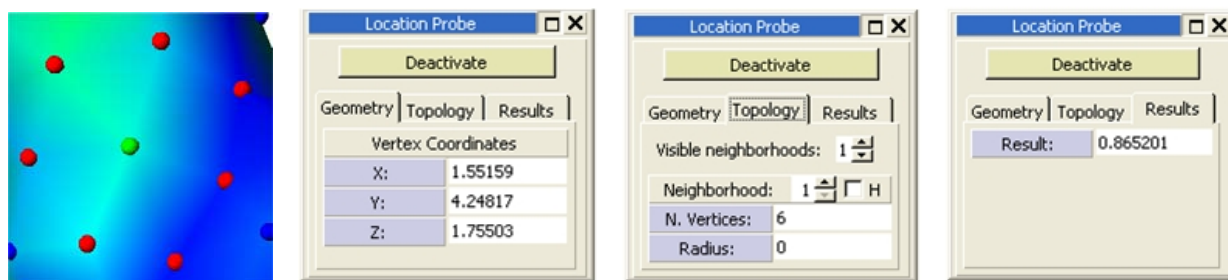 Location Probe
Deactivate
Geometry Topology Results
Vertex Coordinates
X: 1.55159
Y: 4.24817
Z: 1.75503
Location Probe
Deactivate
Geometry Topology Results
Visible neighborhoods: 1
Neighborhood: 1 H
N. Vertices: 6
Radius: 0
Location Probe
Deactivate
Geometry Topology Results
Result: 0.865201